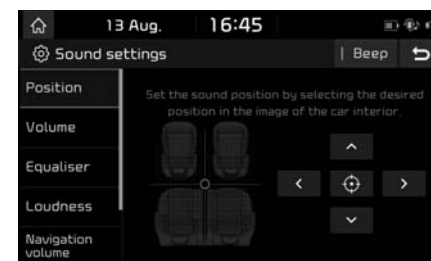 13 Aug. 16:45
Sound settings | Beep
Position
Set the sound position by selecting the desired
position in the image of the car interior.
Volume
Equaliser
Loudness
Navigation
volume